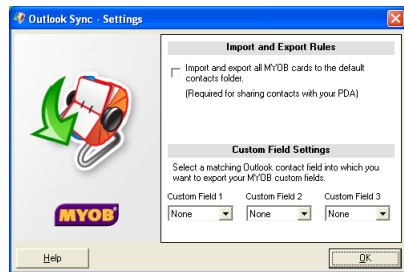 Outlook Sync - Settings
Import and Export Rules
Import and export all MYOB cards to the default
contacts folder.
(Required for sharing contacts with your PDA)
Custom Field Settings
Select a matching Outlook contact field into which you
want to export your MYOB custom fields.
Custom Field 1 Custom Field 2 Custom Field 3
None None None
MYOB
Help OK